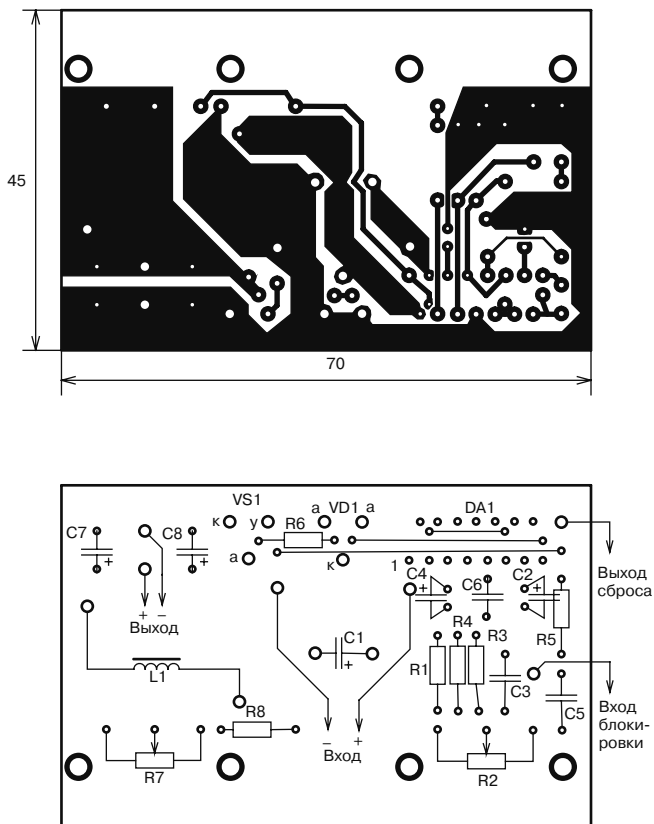 45
70
VS1
C7
к
у
R6
а
VD1
а
DA1
C8
+
+
а
к
1
C4
+
C6
C2
+
Выход
сброса
+ –
Выход
C1
+
R4
R3
R5
R1
L1
C3
C5
Вход
блоки-
ровки
R8
– +
Вход
R7
R2